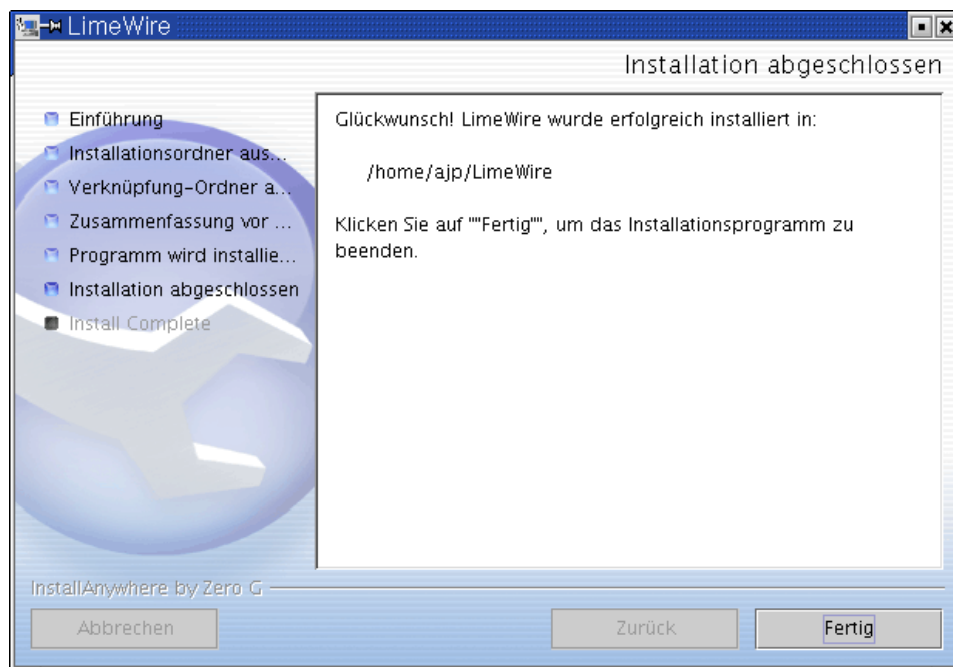 LimeWire
Installation abgeschlossen
Einführung
Installationsordner aus...
Verknüpfung-Ordner a...
Zusammenfassung vor ...
Programm wird installie...
Installation abgeschlossen
Install Complete
Glückwunsch! LimeWire wurde erfolgreich installiert in:
/home/ajp/LimeWire
Klicken Sie auf ""Fertig"", um das Installationsprogramm zu
beenden.
InstallAnywhere by Zero G
Abbrechen
Zurück
Fertig